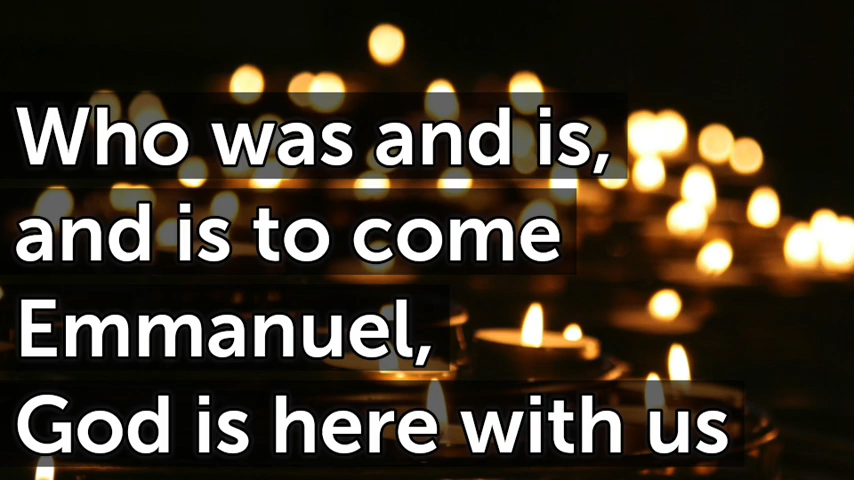 Who was and is,
and is to come
Emmanuel,
God is here with us